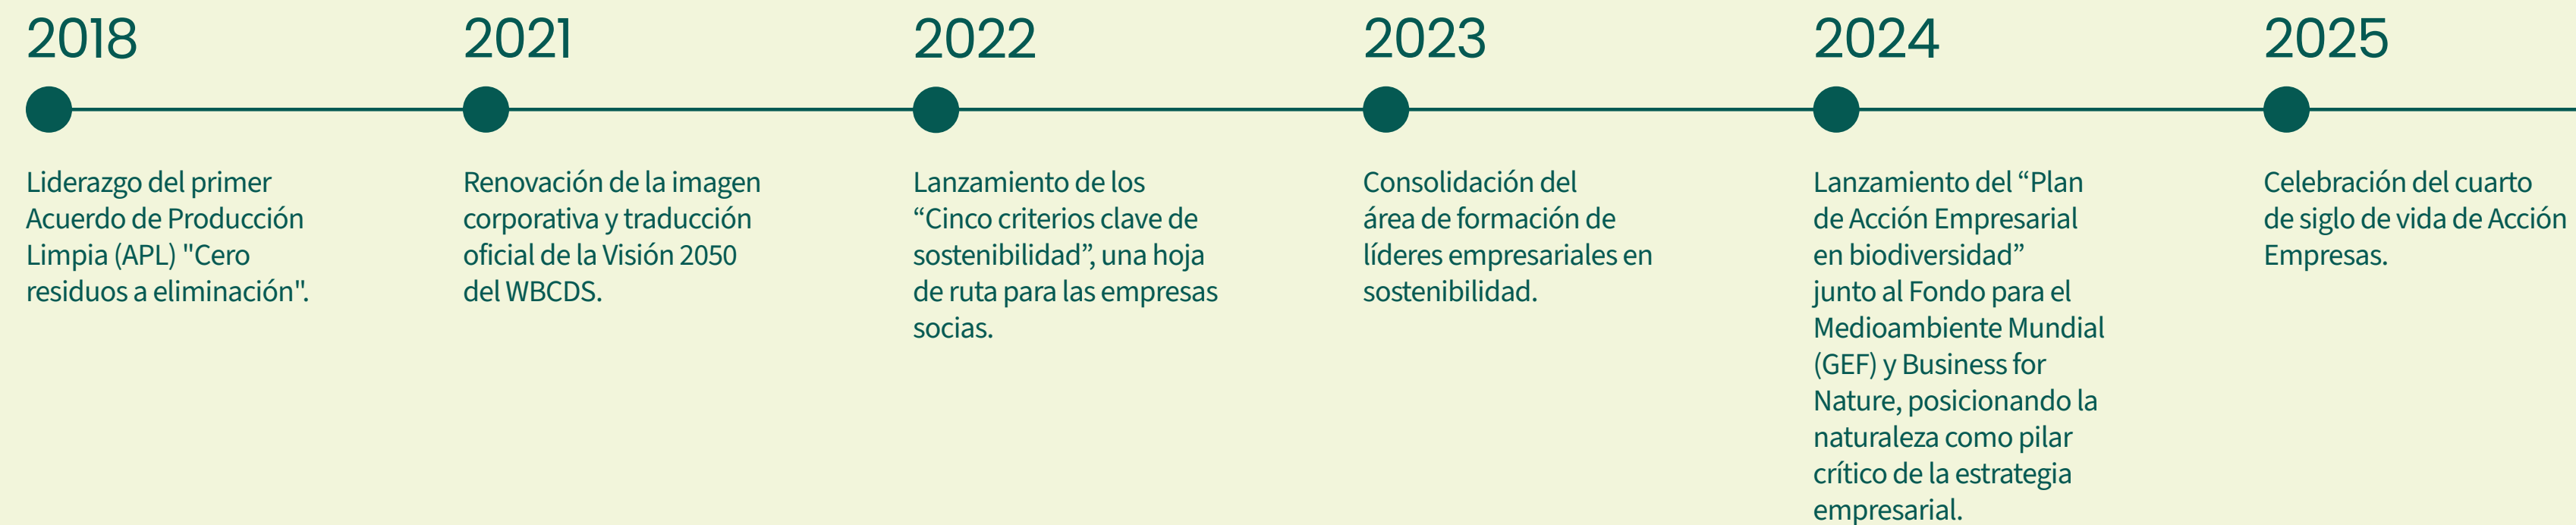 2018
Liderazgo del primer
Acuerdo de Producción
Limpia (APL) "Cero
residuos a eliminación".
2021
Renovación de la imagen
corporativa y traducción
oficial de la Visión 2050
del WBCDS.
2022
Lanzamiento de los
“Cinco criterios clave de
sostenibilidad”, una hoja
de ruta para las empresas
socias.
2023
Consolidación del
área de formación de
líderes empresariales en
sostenibilidad.
2024
Lanzamiento del “Plan
de Acción Empresarial
en biodiversidad”
junto al Fondo para el
Medioambiente Mundial
(GEF) y Business for
Nature, posicionando la
naturaleza como pilar
crítico de la estrategia
empresarial.
2025
Celebración del cuarto
de siglo de vida de Acción
Empresas.